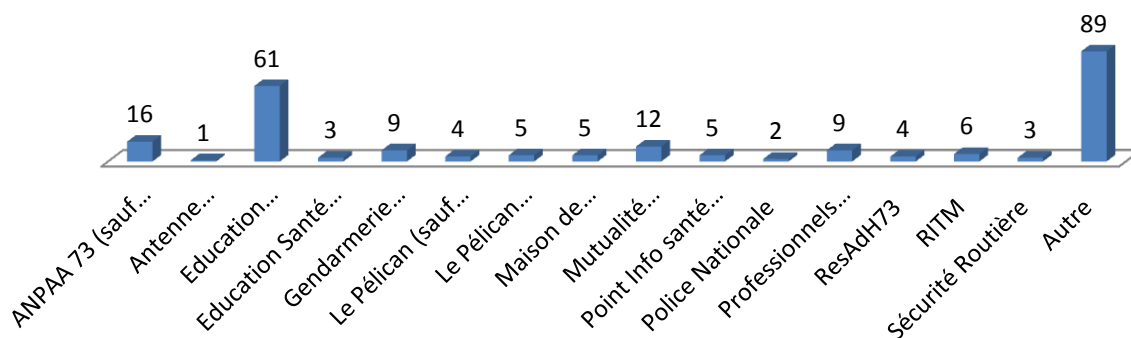 16
1
61
3
9
4
5
5
12
5
2
9
4
6
3
89
ANPAA 73 (sauf…
Antenne…
Education…
Education Santé…
Gendarmerie…
Le Pélican (sauf…
Le Pélican…
Maison de…
Mutualité…
Point Info santé…
Police Nationale
Professionnels…
ResAdH73
RITM
Sécurité Routière
Autre